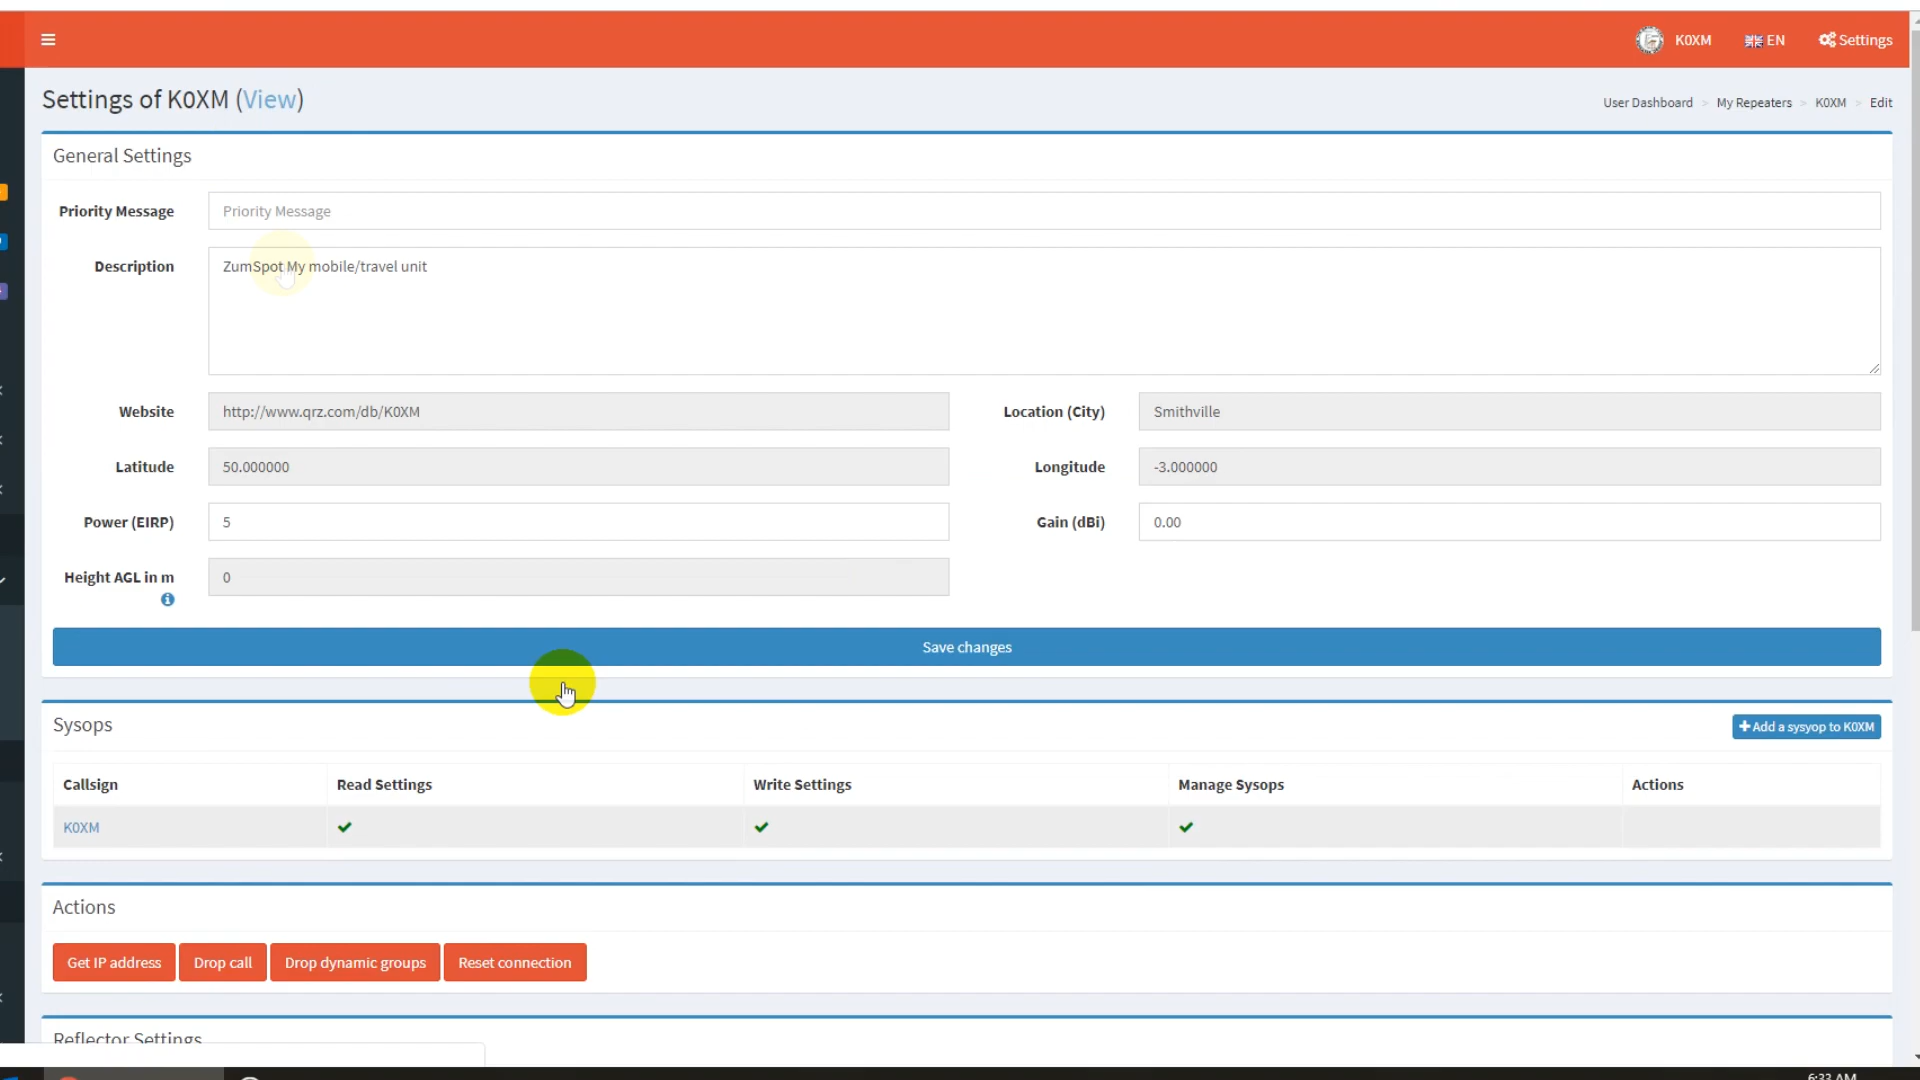 K0XM EN Settings
Settings of K0XM (View)
User Dashboard > My Repeaters > K0XM > Edit
General Settings
Priority Message Priority Message
Description ZumSpot My mobile/travel unit
Website http://www.qrz.com/db/K0XM Location (City) Smithville
Latitude 50.000000 Longitude -3.000000
Power (EIRP) 5 Gain (dBi) 0.00
Height AGL in m 0
Save changes
Sysops + Add a sysyop to K0XM
Callsign Read Settings Write Settings Manage Sysops Actions
K0XM
Actions
Get IP address Drop call Drop dynamic groups Reset connection
Reflector Settings
6:33 AM